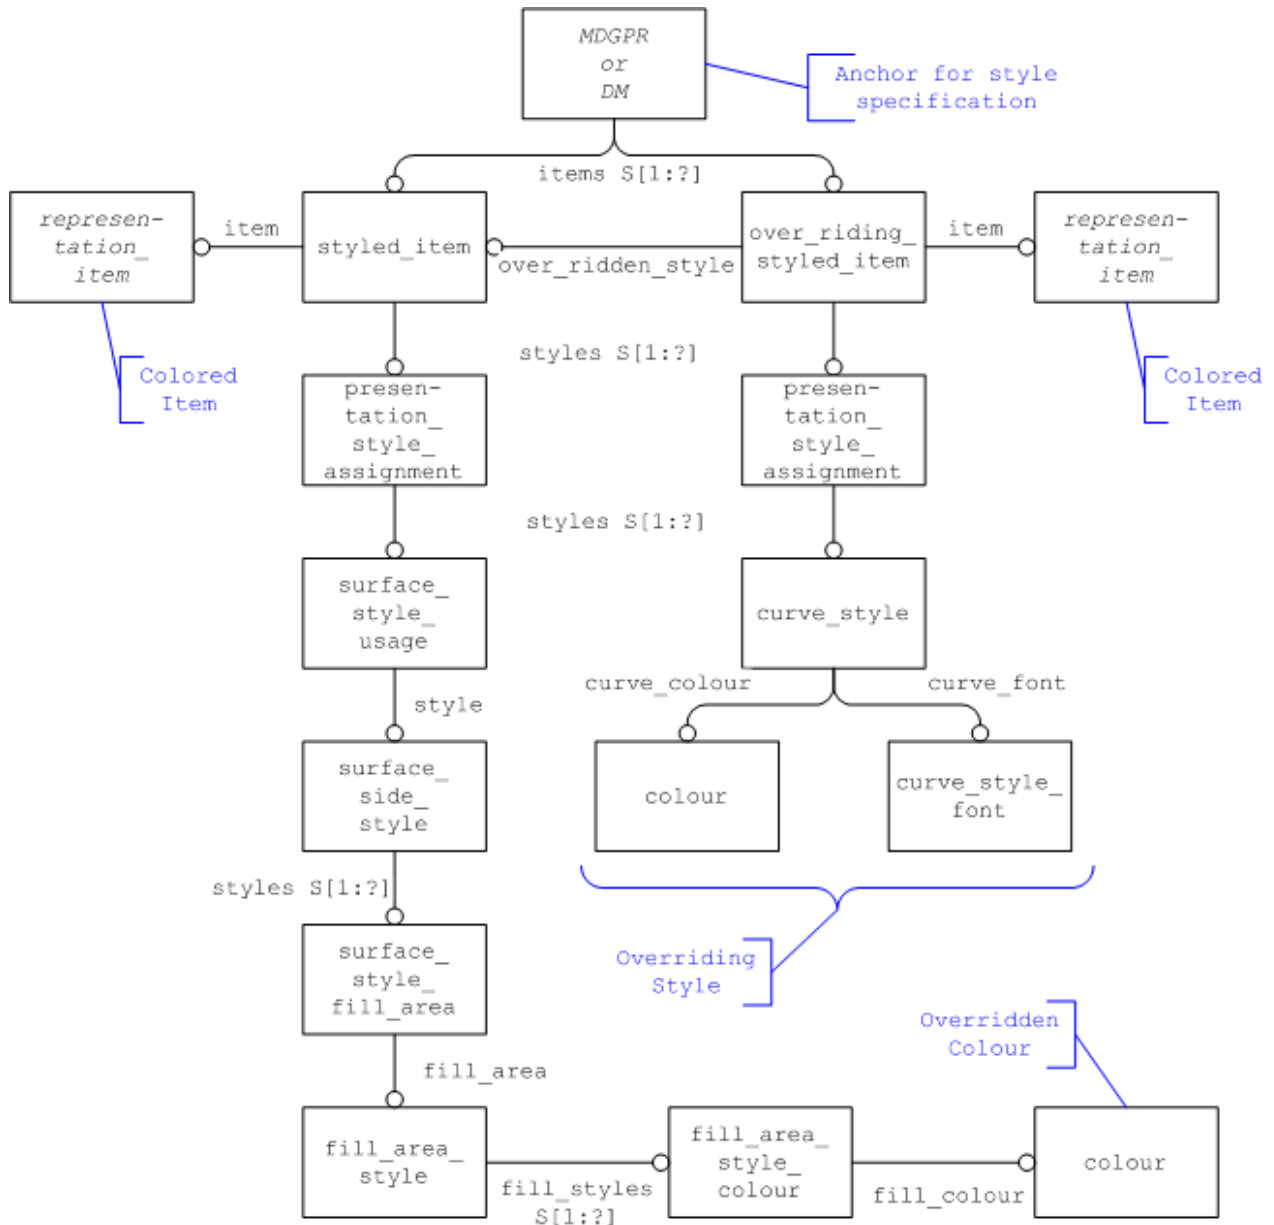 MDGPR
or
DM
Anchor for style
specification
items S[1:?]
represen-
tation_
item
item
styled_item
over_ridden_style
over_riding_
styled_item
item
represen-
tation_
item
Colored
Item
styles S[1:?]
Colored
Item
presen-
tation_
style_
assignment
presen-
tation_
style_
assignment
styles S[1:?]
surface_
style_
usage
curve_style
style
curve_colour
curve_font
surface_
side_
style
colour
curve_style_
font
styles S[1:?]
surface_
style_
fill_area
Overriding
Style
Overridden
Colour
fill_area
fill_area_
style
fill_styles
S[1:?]
fill_area_
style_
colour
fill_colour
colour